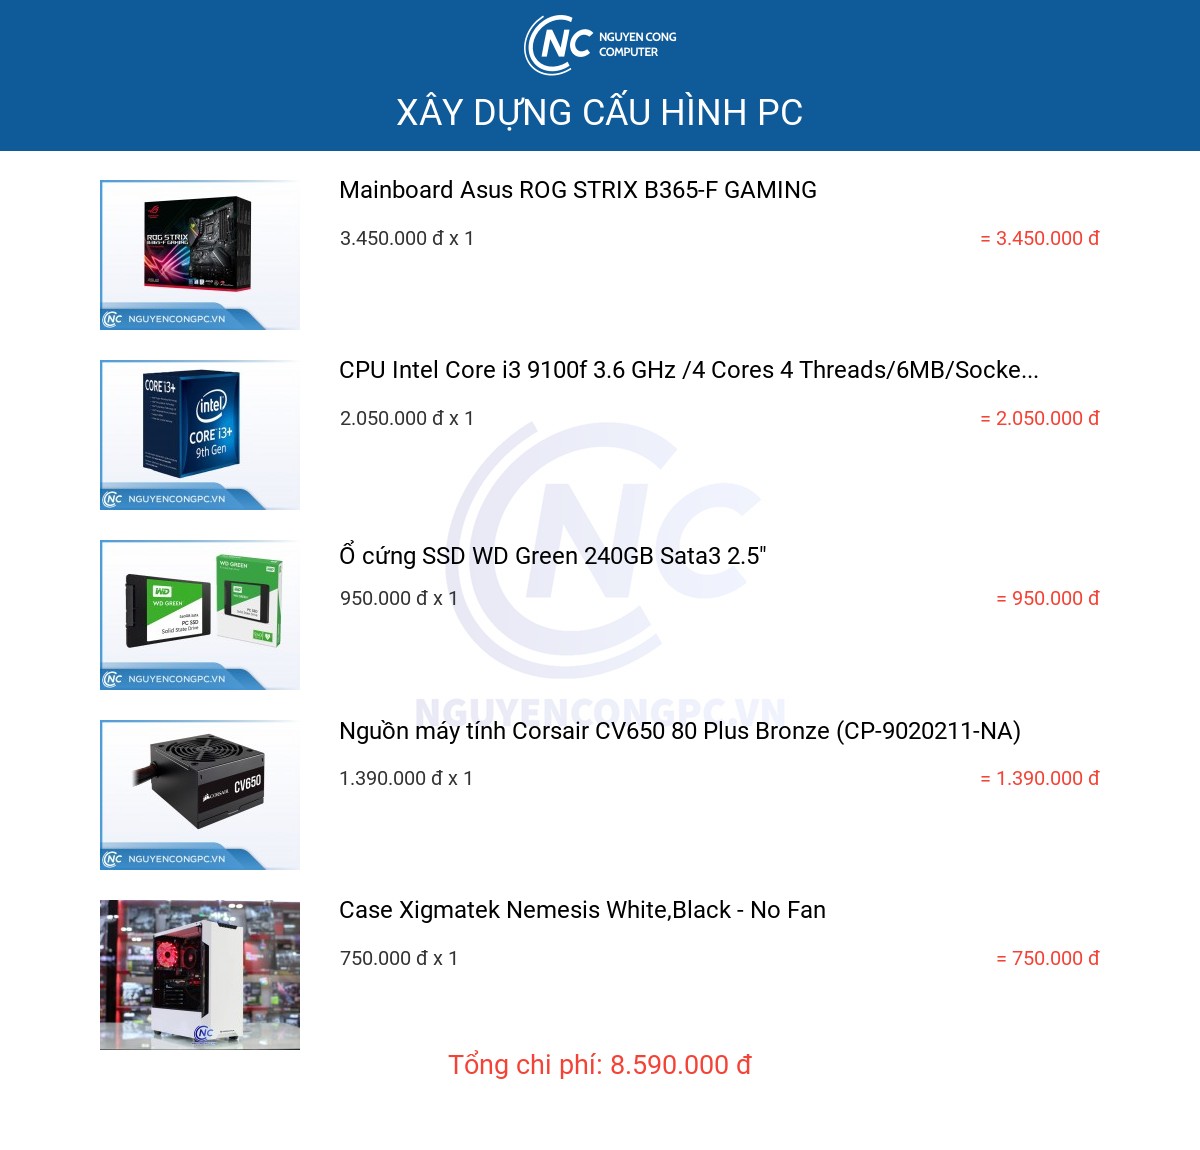 NC NGUYEN CONG
COMPUTER
XÂY DỰNG CẤU HÌNH PC
Mainboard Asus ROG STRIX B365-F GAMING
3.450.000 đ x 1
= 3.450.000 đ
ROG STRIX
B365-F GAMING
NC NGUYENCONGPC.VN
CPU Intel Core i3 9100f 3.6 GHz /4 Cores 4 Threads/6MB/Socke...
2.050.000 đ x 1
= 2.050.000 đ
CORE i3+
intel
CORE i3+
9th Gen
NC NGUYENCONGPC.VN
NC
NGUYENCONGPC.VN
Ổ cứng SSD WD Green 240GB Sata3 2.5"
950.000 đ x 1
= 950.000 đ
WD GREEN
WD
WD GREEN
PC SSD
Solid State Drive
NC NGUYENCONGPC.VN
Nguồn máy tính Corsair CV650 80 Plus Bronze (CP-9020211-NA)
1.390.000 đ x 1
= 1.390.000 đ
CORSAIR CV650
NC NGUYENCONGPC.VN
Case Xigmatek Nemesis White,Black - No Fan
750.000 đ x 1
= 750.000 đ
NC
Tổng chi phí: 8.590.000 đ